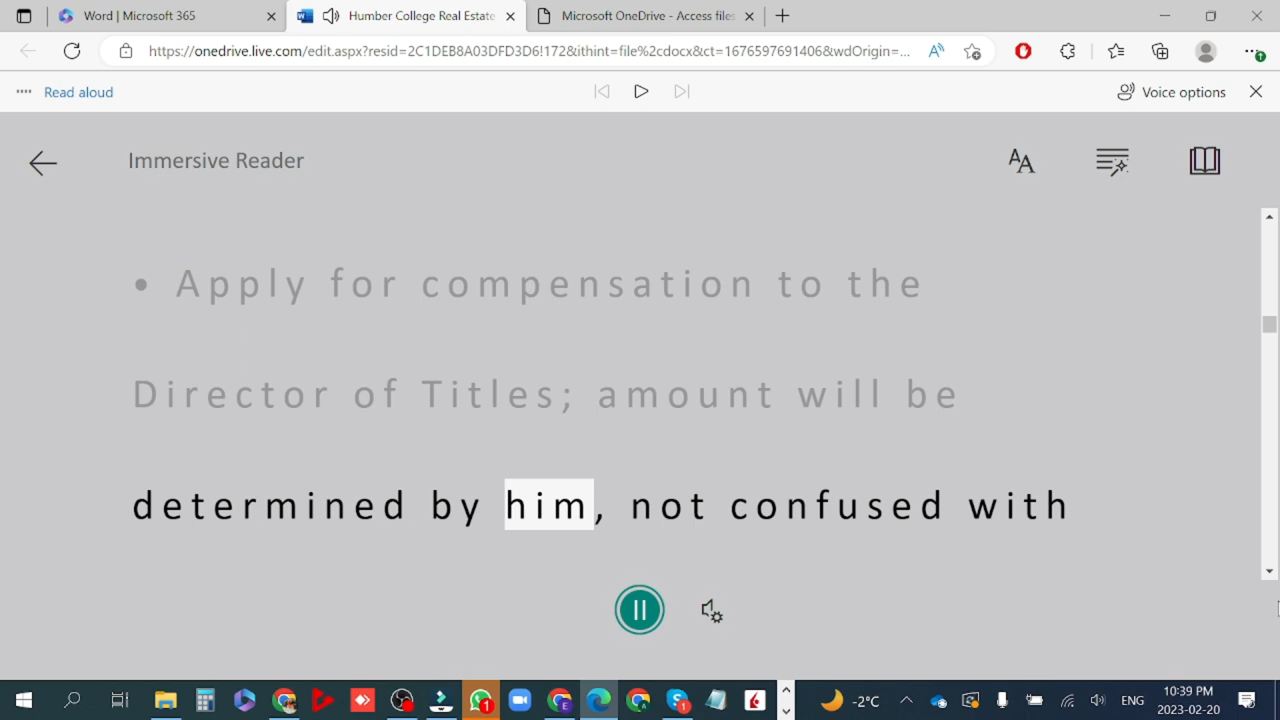 Word | Microsoft 365
Humber College Real Estate
Microsoft OneDrive - Access files
https://onedrive.live.com/edit.aspx?resid=2C1DEB8A03DFD3D6!172&ithint=file%2cdocx&ct=1676597691406&wdOrigin=...
Read aloud
Voice options
Immersive Reader
• Apply for compensation to the
Director of Titles; amount will be
determined by him, not confused with
-2°C
ENG
10:39 PM
2023-02-20